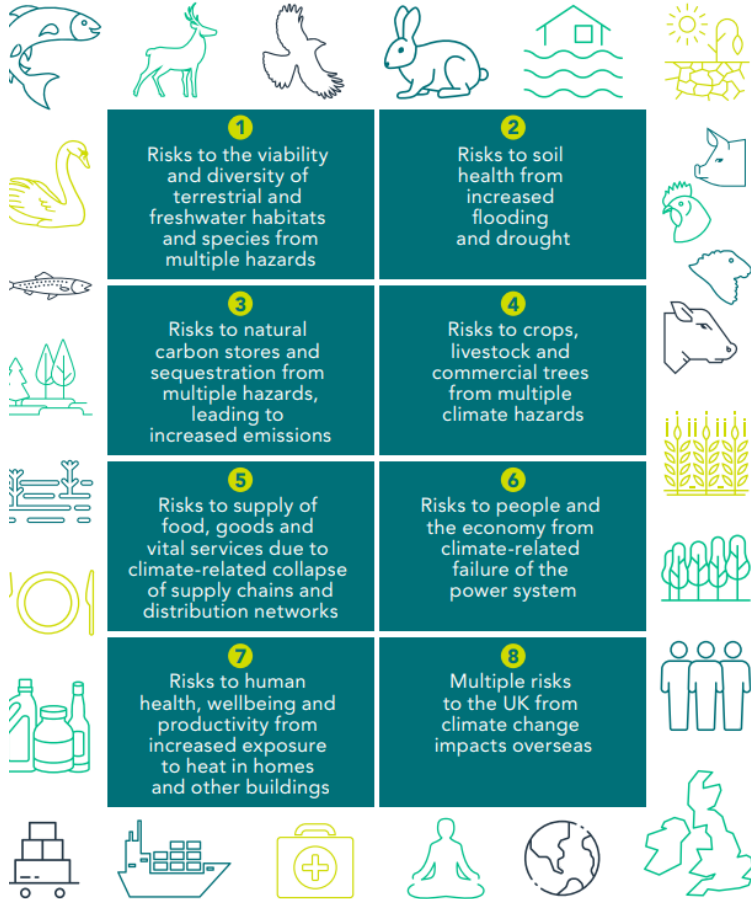 1
Risks to the viability
and diversity of
terrestrial and
freshwater habitats
and species from
multiple hazards
2
Risks to soil
health from
increased
flooding
and drought
3
Risks to natural
carbon stores and
sequestration from
multiple hazards,
leading to
increased emissions
4
Risks to crops,
livestock and
commercial trees
from multiple
climate hazards
5
Risks to supply of
food, goods and
vital services due to
climate-related collapse
of supply chains and
distribution networks
6
Risks to people and
the economy from
climate-related
failure of the
power system
7
Risks to human
health, wellbeing and
productivity from
increased exposure
to heat in homes
and other buildings
8
Multiple risks
to the UK from
climate change
impacts overseas